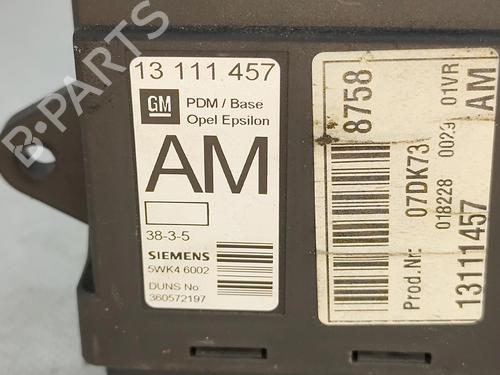 13 111 457
GM
PDM / Base
Opel Epsilon
AM
38-3-5
SIEMENS
5WK4 6002
DUNS No:
360572197
8758
Prod.Nr: 07DK73
018228 0029 01VR
13111457 AM
B-PARTS